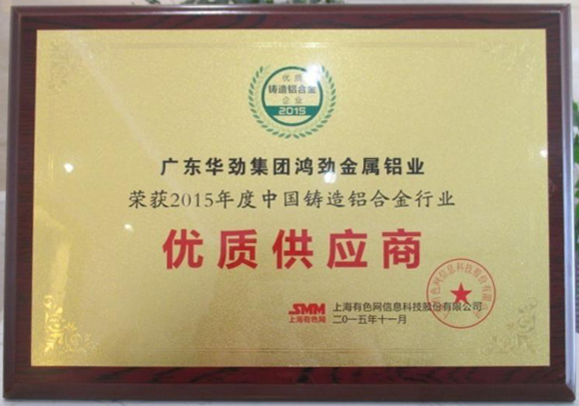 优质
铸造铝合金
企业
2015
广东华劲集团鸿劲金属铝业
荣获2015年度中国铸造铝合金行业
优质供应商
SMM
上海有色网
上海有色网信息科技股份有限公司
二〇一五年十一月